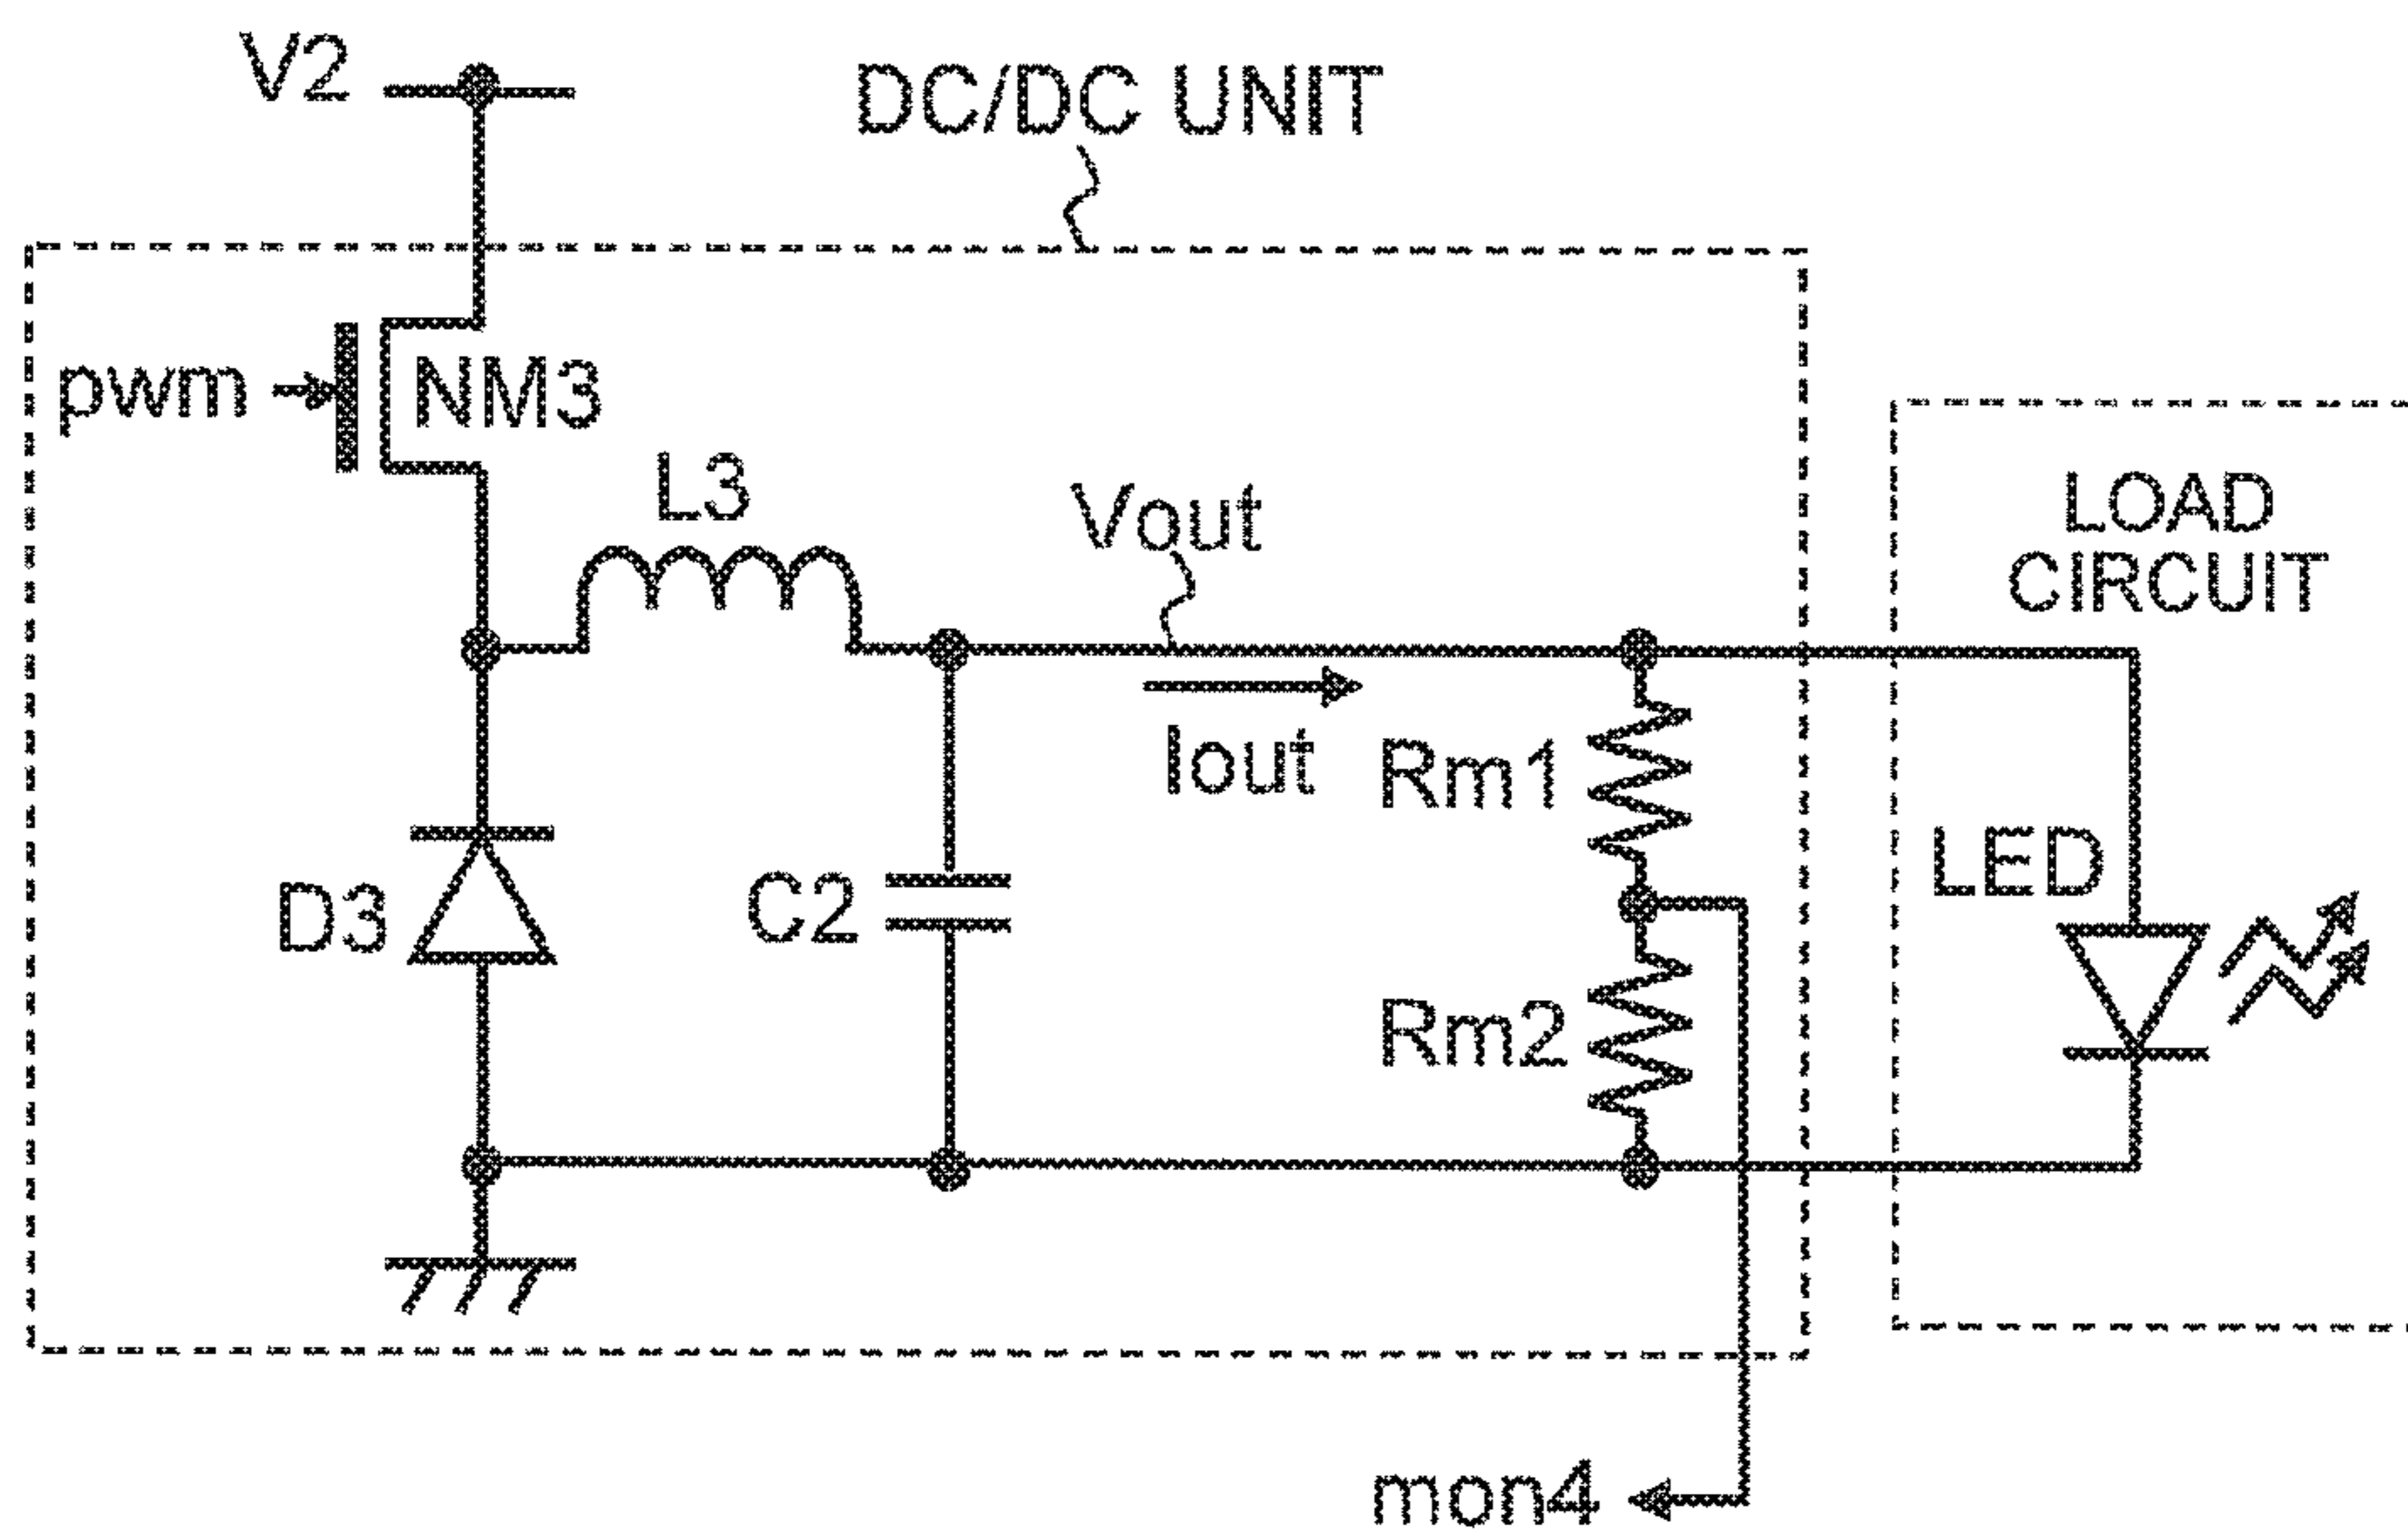 V2
DC/DC UNIT
pwm
NM3
L3
Vout
LOAD
CIRCUIT
Iout
Rm1
LED
D3
C2
Rm2
mon4